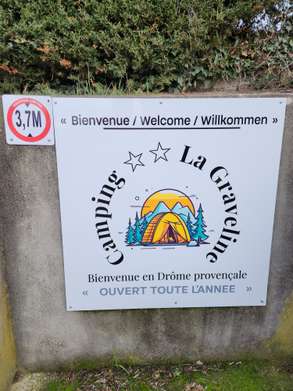 3,7M
« Bienvenue / Welcome / Willkommen »
Camping La Graveline
Bienvenue en Drôme provençale
« OUVERT TOUTE L'ANNEE »